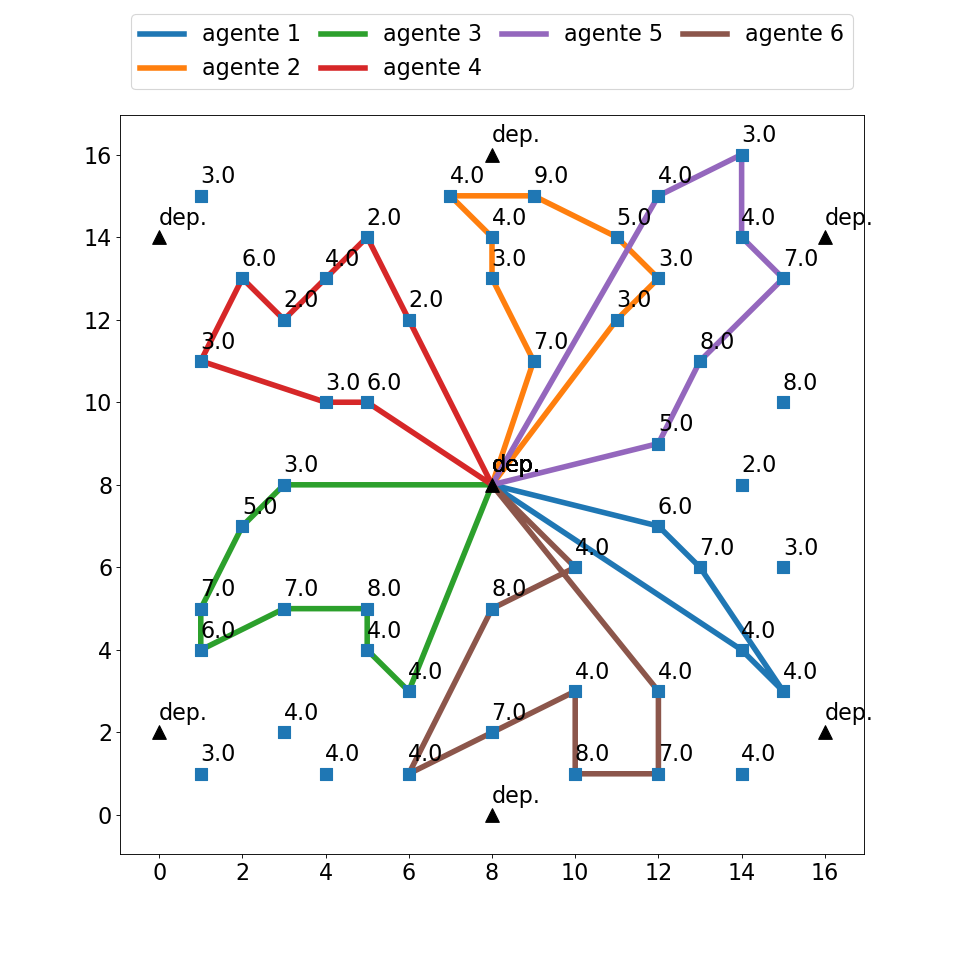 agente 1 agente 3 agente 5 agente 6
agente 2 agente 4
3.0
dep.
16
3.0 4.0 9.0 4.0
dep. 2.0 4.0 5.0 4.0 dep.
14
6.0 4.0 3.0 3.0 7.0
2.0 2.0 3.0
12
3.0 7.0 8.0
3.0 6.0 8.0
10
5.0
3.0 dep. 2.0
8
5.0 6.0
4.0 7.0 3.0
6
7.0 7.0 8.0 8.0
6.0 4.0 4.0
4
4.0 4.0 4.0 4.0
dep. 4.0 7.0 dep.
2
3.0 4.0 4.0 8.0 7.0 4.0
dep.
0
0 2 4 6 8 10 12 14 16